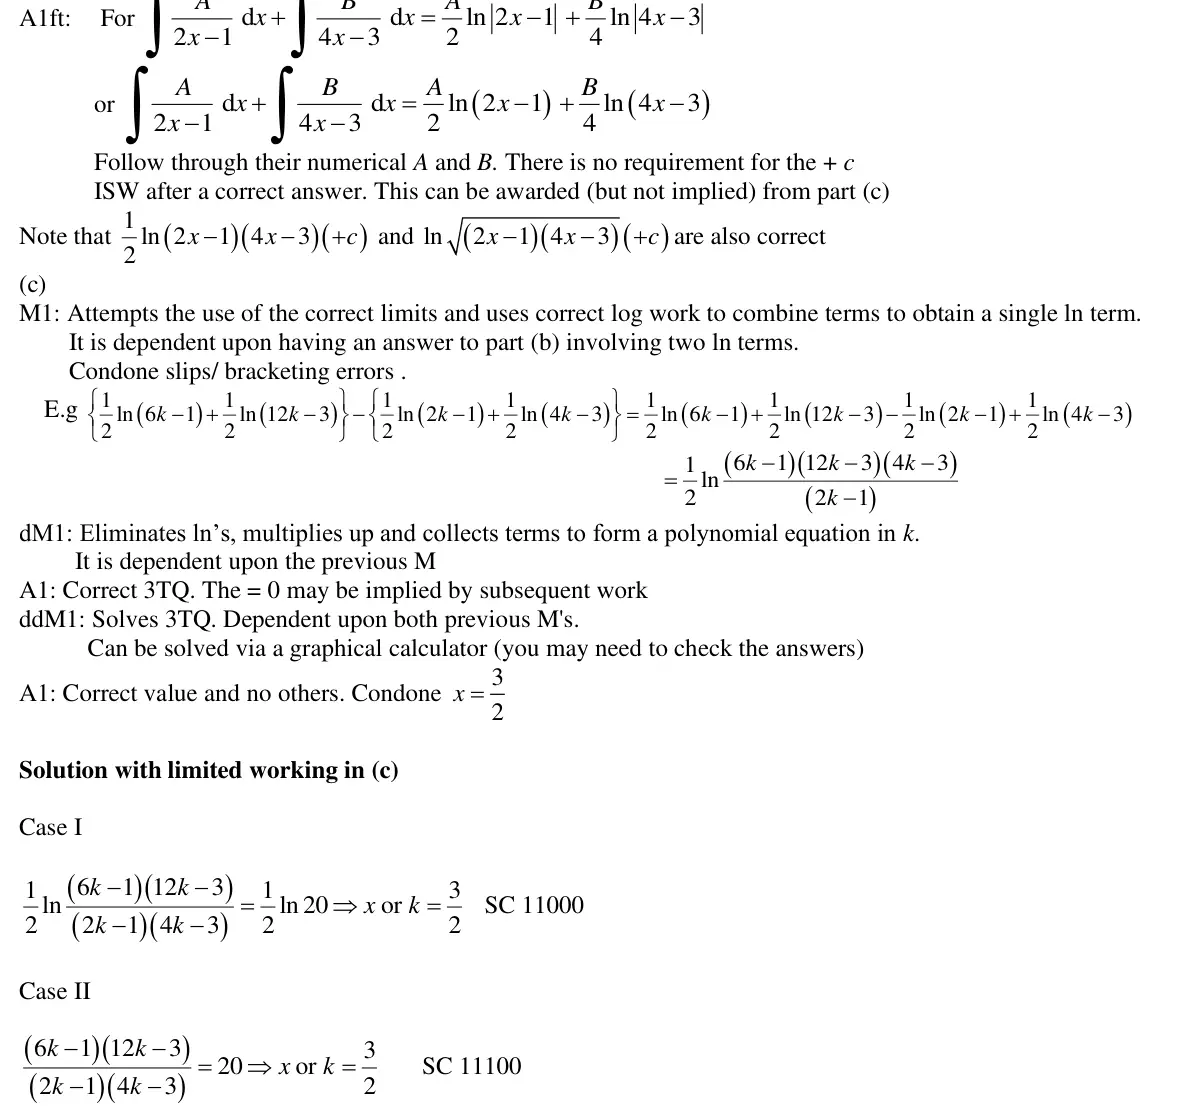 A1ft: For ∫ A/(2x−1) dx + ∫ B/(4x−3) dx = A/2 ln|2x−1| + B/4 ln|4x−3|
or ∫ A/(2x−1) dx + ∫ B/(4x−3) dx = A/2 ln(2x−1) + B/4 ln(4x−3)
Follow through their numerical A and B. There is no requirement for the + c
ISW after a correct answer. This can be awarded (but not implied) from part (c)
Note that 1/2 ln(2x−1)(4x−3)(+c) and ln √((2x−1)(4x−3)) (+c) are also correct
(c)
M1: Attempts the use of the correct limits and uses correct log work to combine terms to obtain a single ln term.
It is dependent upon having an answer to part (b) involving two ln terms.
Condone slips/ bracketing errors .
E.g {1/2 ln(6k−1) + 1/2 ln(12k−3)} − {1/2 ln(2k−1) + 1/2 ln(4k−3)} = 1/2 ln(6k−1) + 1/2 ln(12k−3) − 1/2 ln(2k−1) + 1/2 ln(4k−3)
= 1/2 ln (6k−1)(12k−3)(4k−3)/(2k−1)
dM1: Eliminates ln’s, multiplies up and collects terms to form a polynomial equation in k.
It is dependent upon the previous M
A1: Correct 3TQ. The = 0 may be implied by subsequent work
ddM1: Solves 3TQ. Dependent upon both previous M's.
Can be solved via a graphical calculator (you may need to check the answers)
A1: Correct value and no others. Condone x = 3/2
Solution with limited working in (c)
Case I
1/2 ln (6k−1)(12k−3)/((2k−1)(4k−3)) = 1/2 ln 20 ⇒ x or k = 3/2 SC 11000
Case II
(6k−1)(12k−3)/((2k−1)(4k−3)) = 20 ⇒ x or k = 3/2 SC 11100